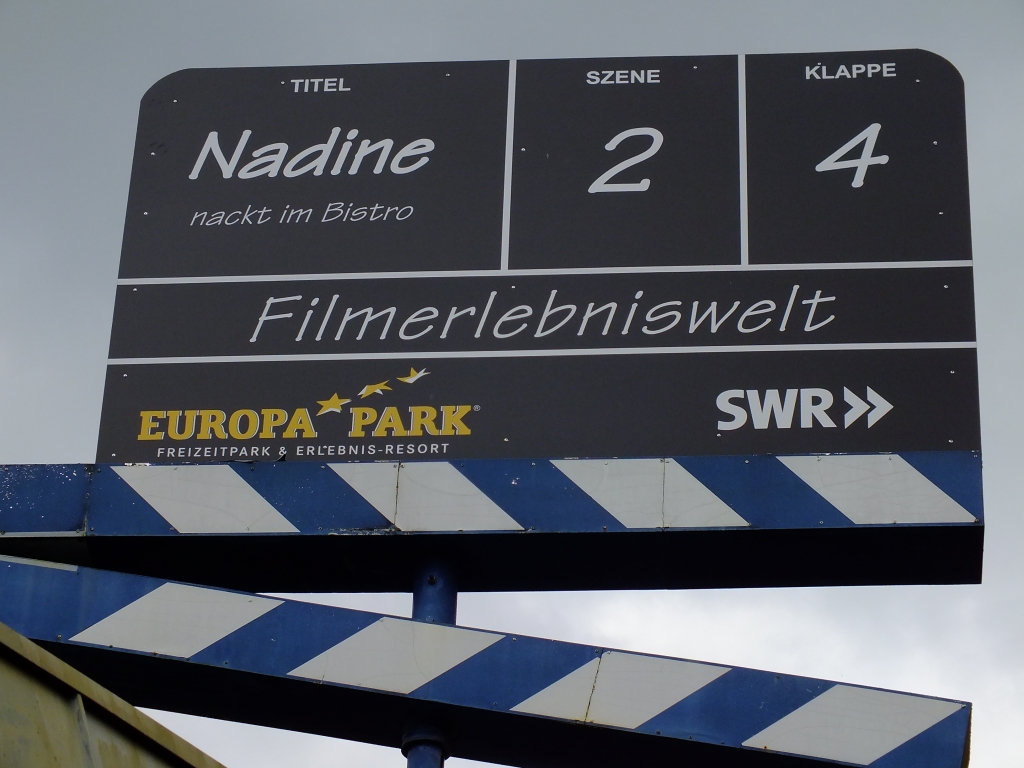 TITEL
Nadine
nackt im Bistro
SZENE
2
KLAPPE
4
Filmerlebniswelt
EUROPA PARK®
FREIZEITPARK & ERLEBNIS-RESORT
SWR